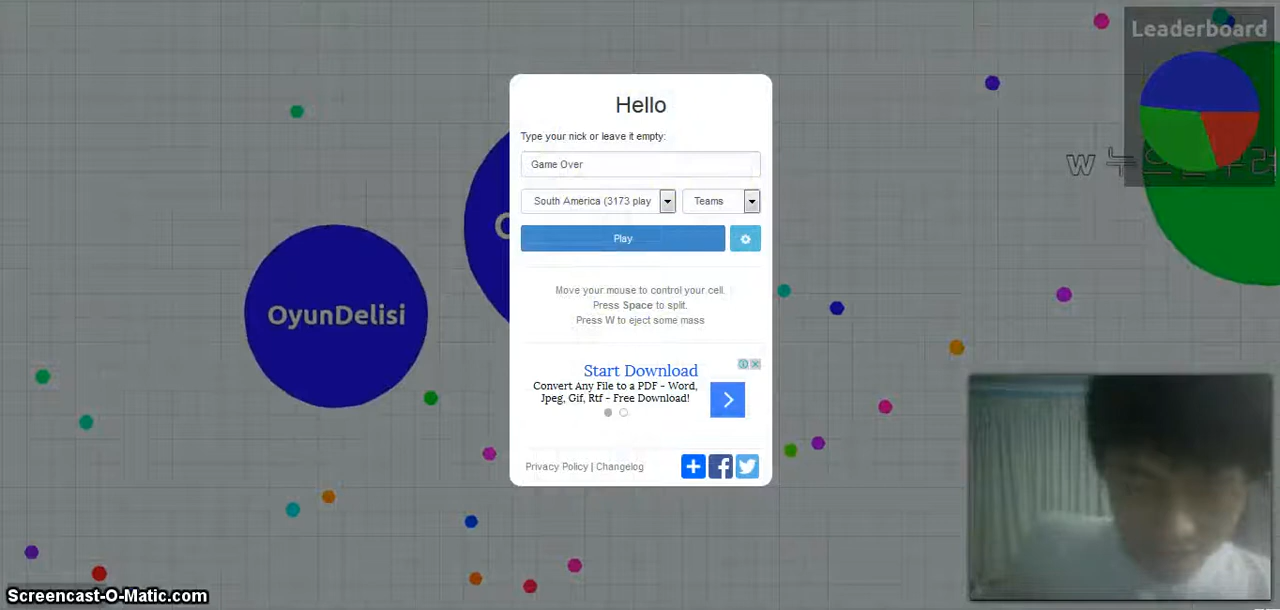 Leaderboard
Hello
Type your nick or leave it empty:
Game Over
South America (3173 play
Teams
Play
OyunDelisi
Move your mouse to control your cell.
Press Space to split.
Press W to eject some mass
Start Download
Convert Any File to a PDF - Word,
Jpeg, Gif, Rtf - Free Download!
Privacy Policy | Changelog
Screencast-O-Matic.com